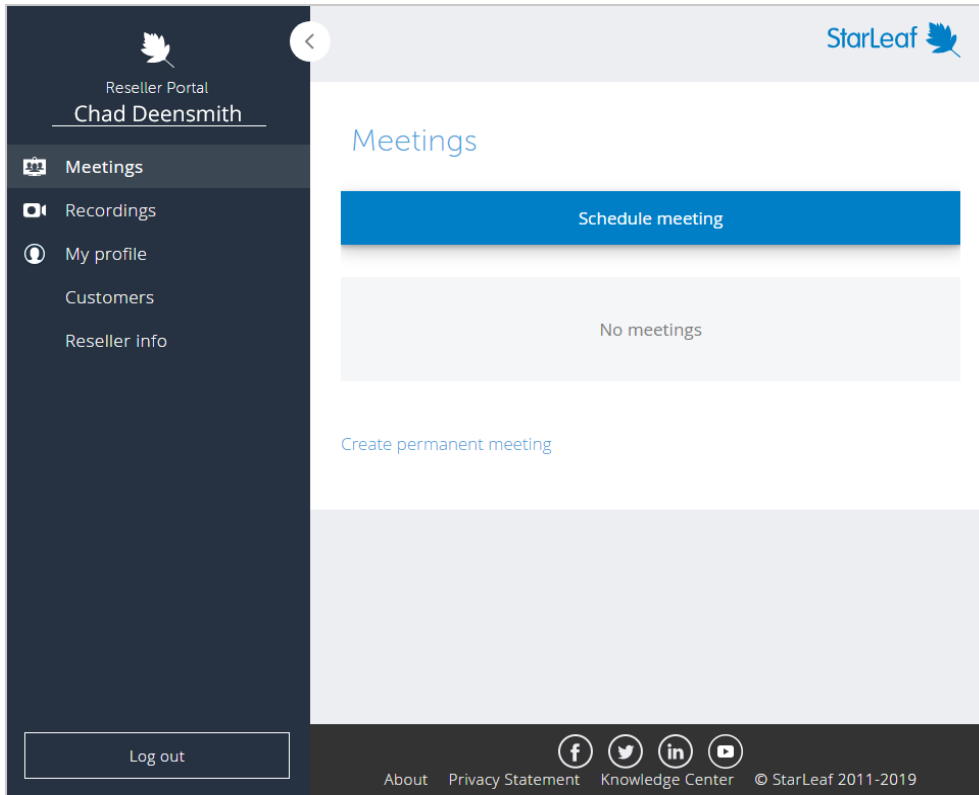 Reseller Portal
Chad Deensmith
Meetings
Recordings
My profile
Customers
Reseller info
Log out
StarLeaf
Meetings
Schedule meeting
No meetings
Create permanent meeting
About Privacy Statement Knowledge Center © StarLeaf 2011-2019